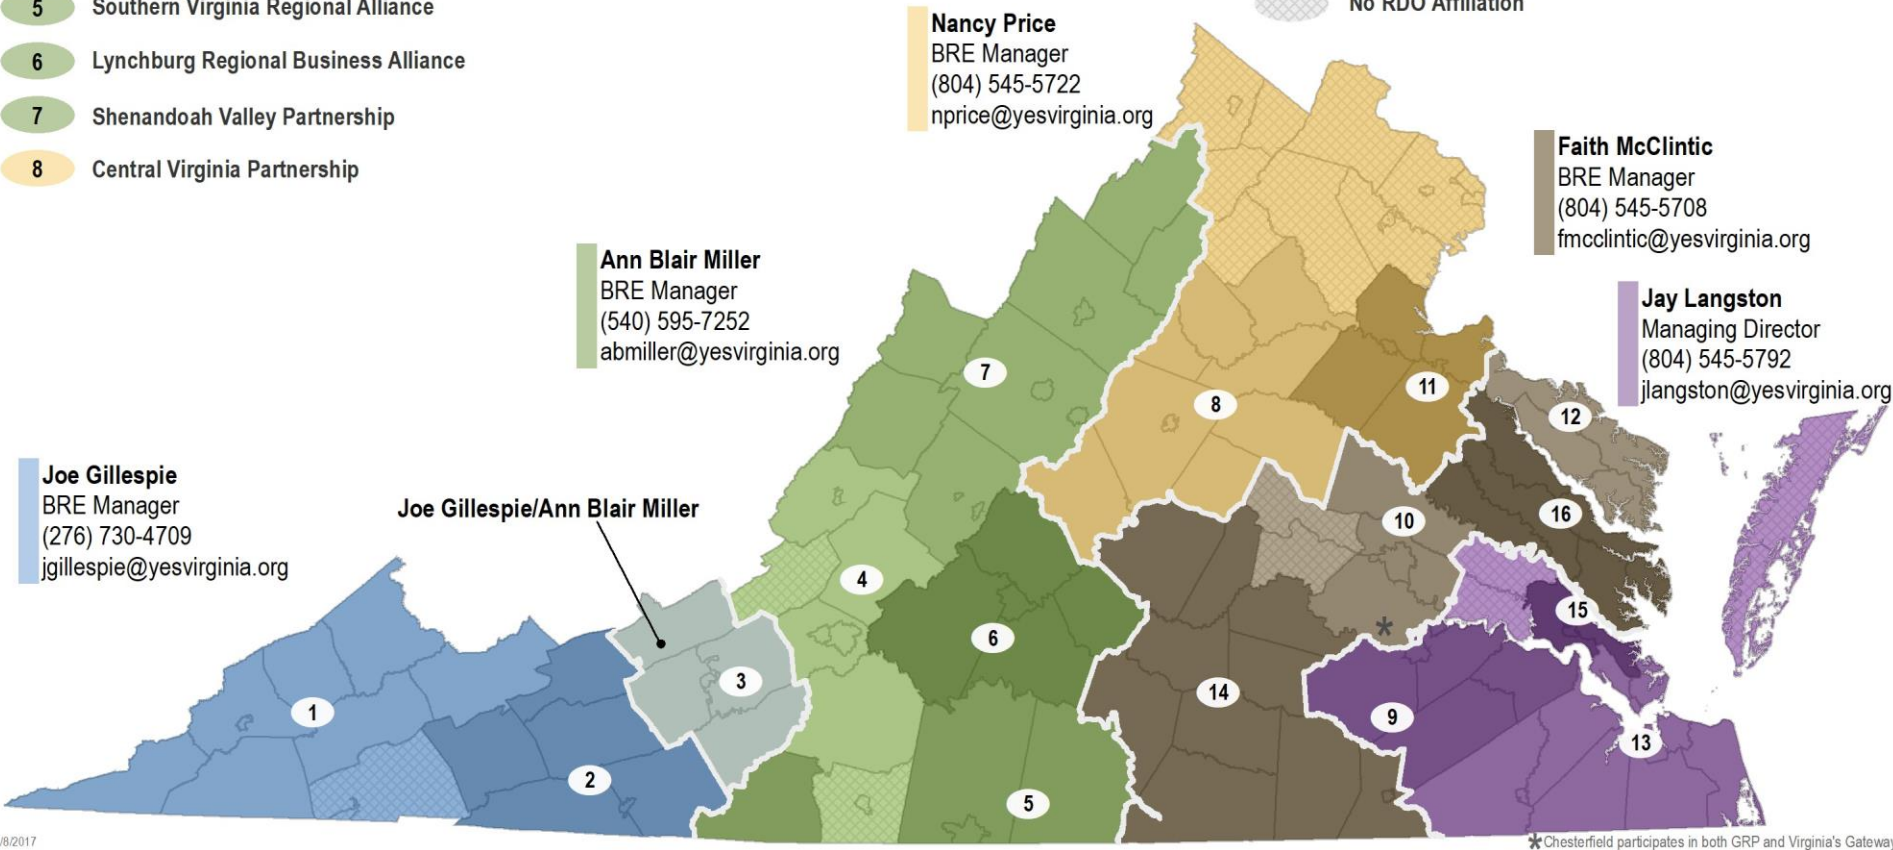 5 Southern Virginia Regional Alliance
6 Lynchburg Regional Business Alliance
7 Shenandoah Valley Partnership
8 Central Virginia Partnership
No RDO Affiliation
Nancy Price
BRE Manager
(804) 545-5722
nprice@yesvirginia.org
Faith McClintic
BRE Manager
(804) 545-5708
fmcclintic@yesvirginia.org
Ann Blair Miller
BRE Manager
(540) 595-7252
abmiller@yesvirginia.org
Jay Langston
Managing Director
(804) 545-5792
jlangston@yesvirginia.org
Joe Gillespie
BRE Manager
(276) 730-4709
jgillespie@yesvirginia.org
Joe Gillespie/Ann Blair Miller
7
8
11
12
10
16
4
15
6
*
3
14
1
9
13
2
5
/8/2017
*Chesterfield participates in both GRP and Virginia's Gateway